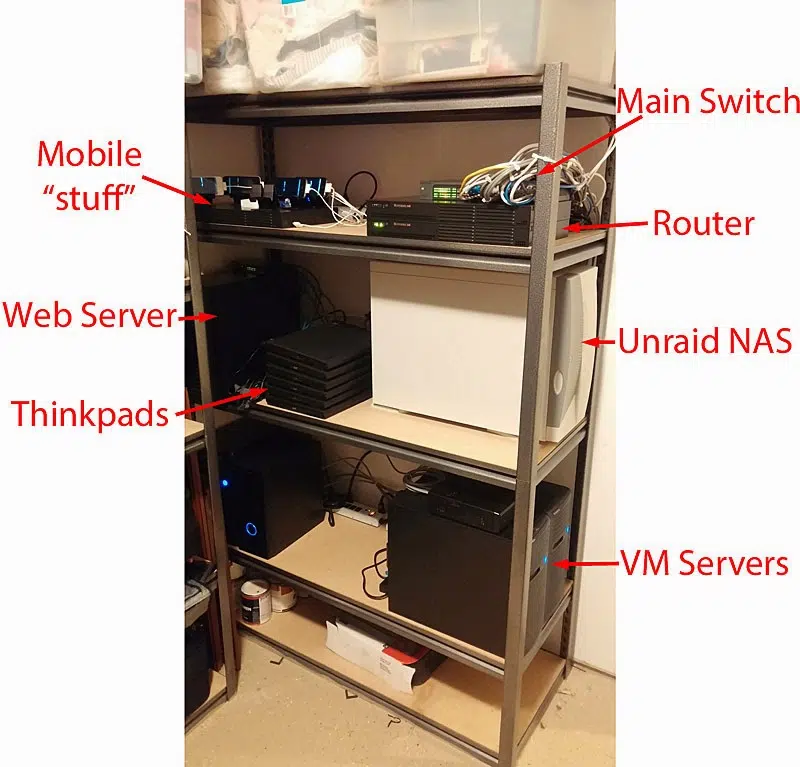 Main Switch
Mobile
“stuff”
Router
Web Server
Unraid NAS
Thinkpads
VM Servers